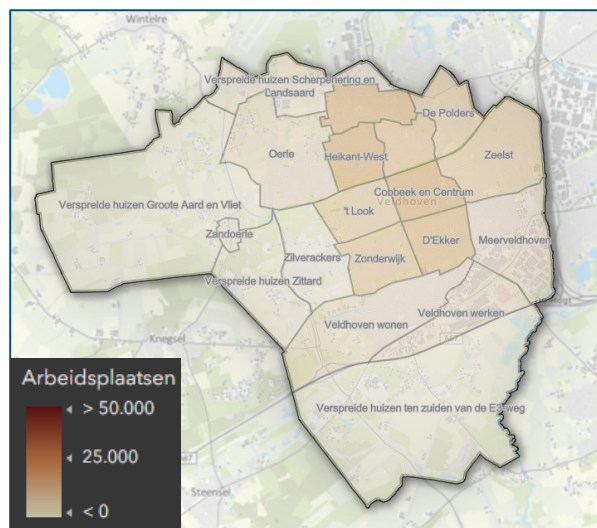 Wintelre
Verspreide huizen Scherpenering en
Landsaard
De Polders
Oerle
Heikant-West
Zeelst
Cobbeek en Centrum
Veldhoven
Verspreide huizen Groote Aard en Vliet
't Look
Zandoerle
D'Ekker
Meerveldhoven
Zilverackers
Zonderwijk
Verspreide huizen Zittard
Veldhoven werken
Veldhoven wonen
Knegsel
Verspreide huizen ten zuiden van de E3-weg
Steensel
Arbeidsplaatsen
> 50.000
25.000
< 0